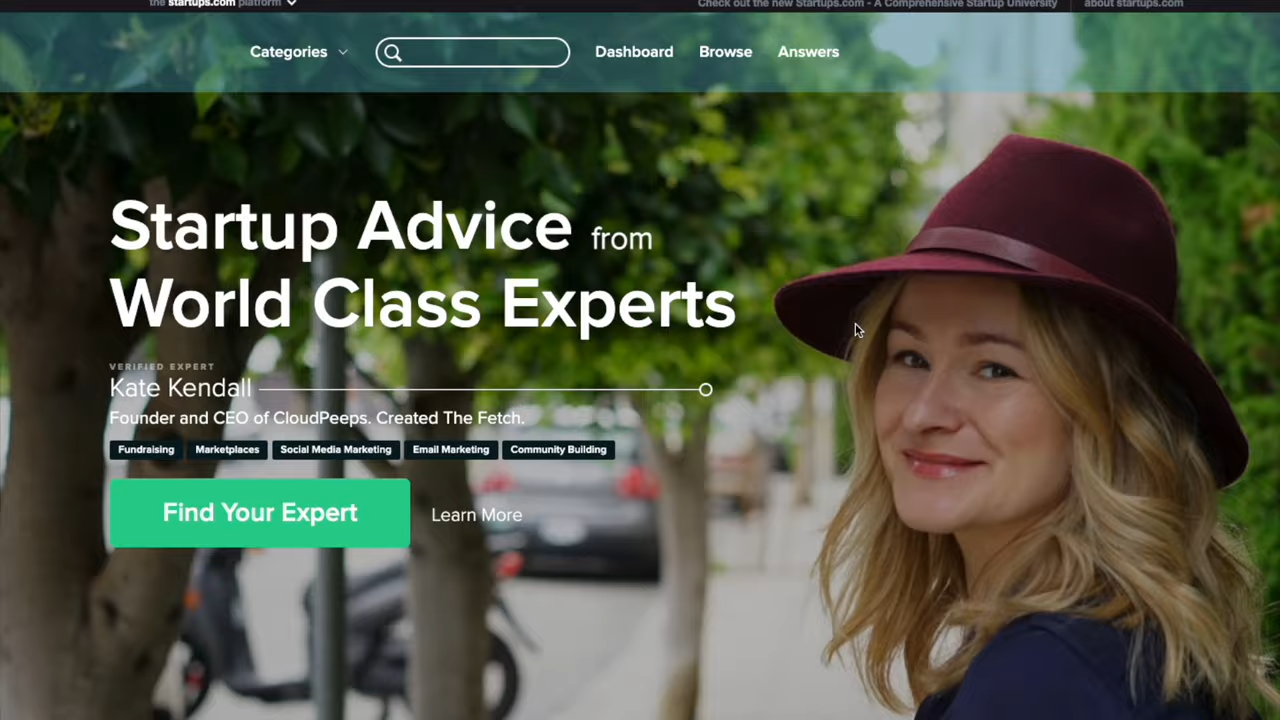 the startups.com platform
Check out the new Startups.com - A Comprehensive Startup University
about startups.com
Categories
Dashboard
Browse
Answers
Startup Advice from
World Class Experts
VERIFIED EXPERT
Kate Kendall
Founder and CEO of CloudPeeps. Created The Fetch.
Fundraising
Marketplaces
Social Media Marketing
Email Marketing
Community Building
Find Your Expert
Learn More